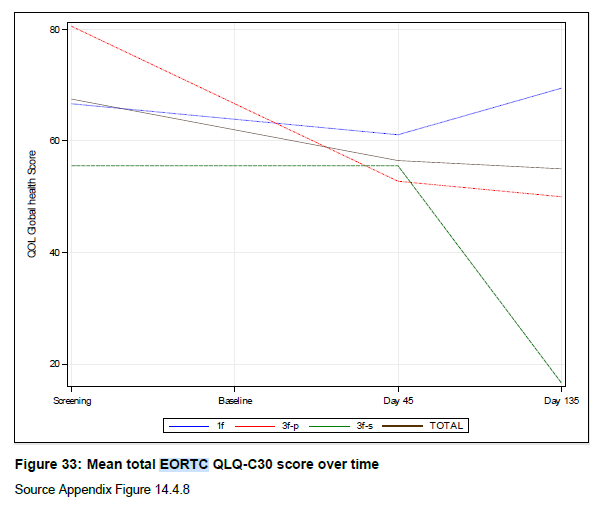 80
60
40
20
QOL Global health Score
Screening
Baseline
Day 45
Day 135
1f
3f-p
3f-s
TOTAL
Figure 33: Mean total EORTC QLQ-C30 score over time
Source Appendix Figure 14.4.8